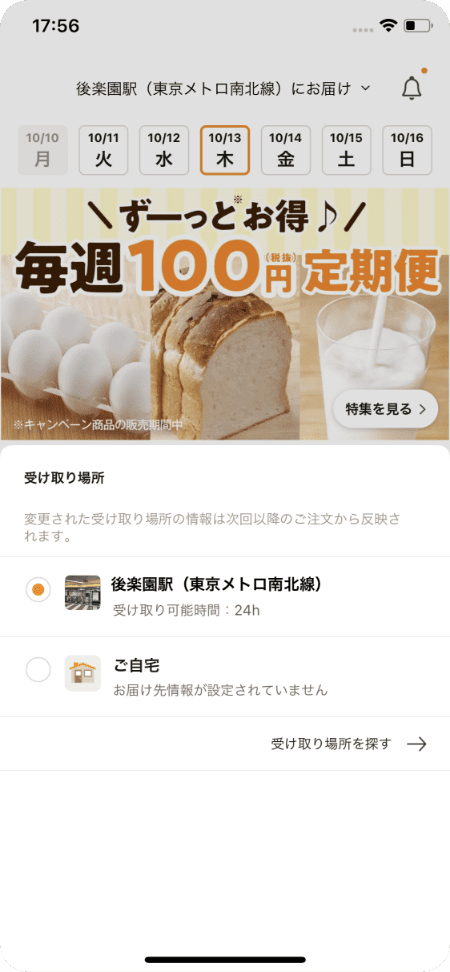 17:56
後楽園駅（東京メトロ南北線）にお届け
10/10 10/11 10/12 10/13 10/14 10/15 10/16
月 火 水 木 金 土 日
\ずーっと※お得♪/
毎週100円(税抜)定期便
特集を見る
※キャンペーン商品の販売期間中
受け取り場所
変更された受け取り場所の情報は次回以降のご注文から反映さ
れます。
後楽園駅（東京メトロ南北線）
受け取り可能時間：24h
ご自宅
お届け先情報が設定されていません
受け取り場所を探す